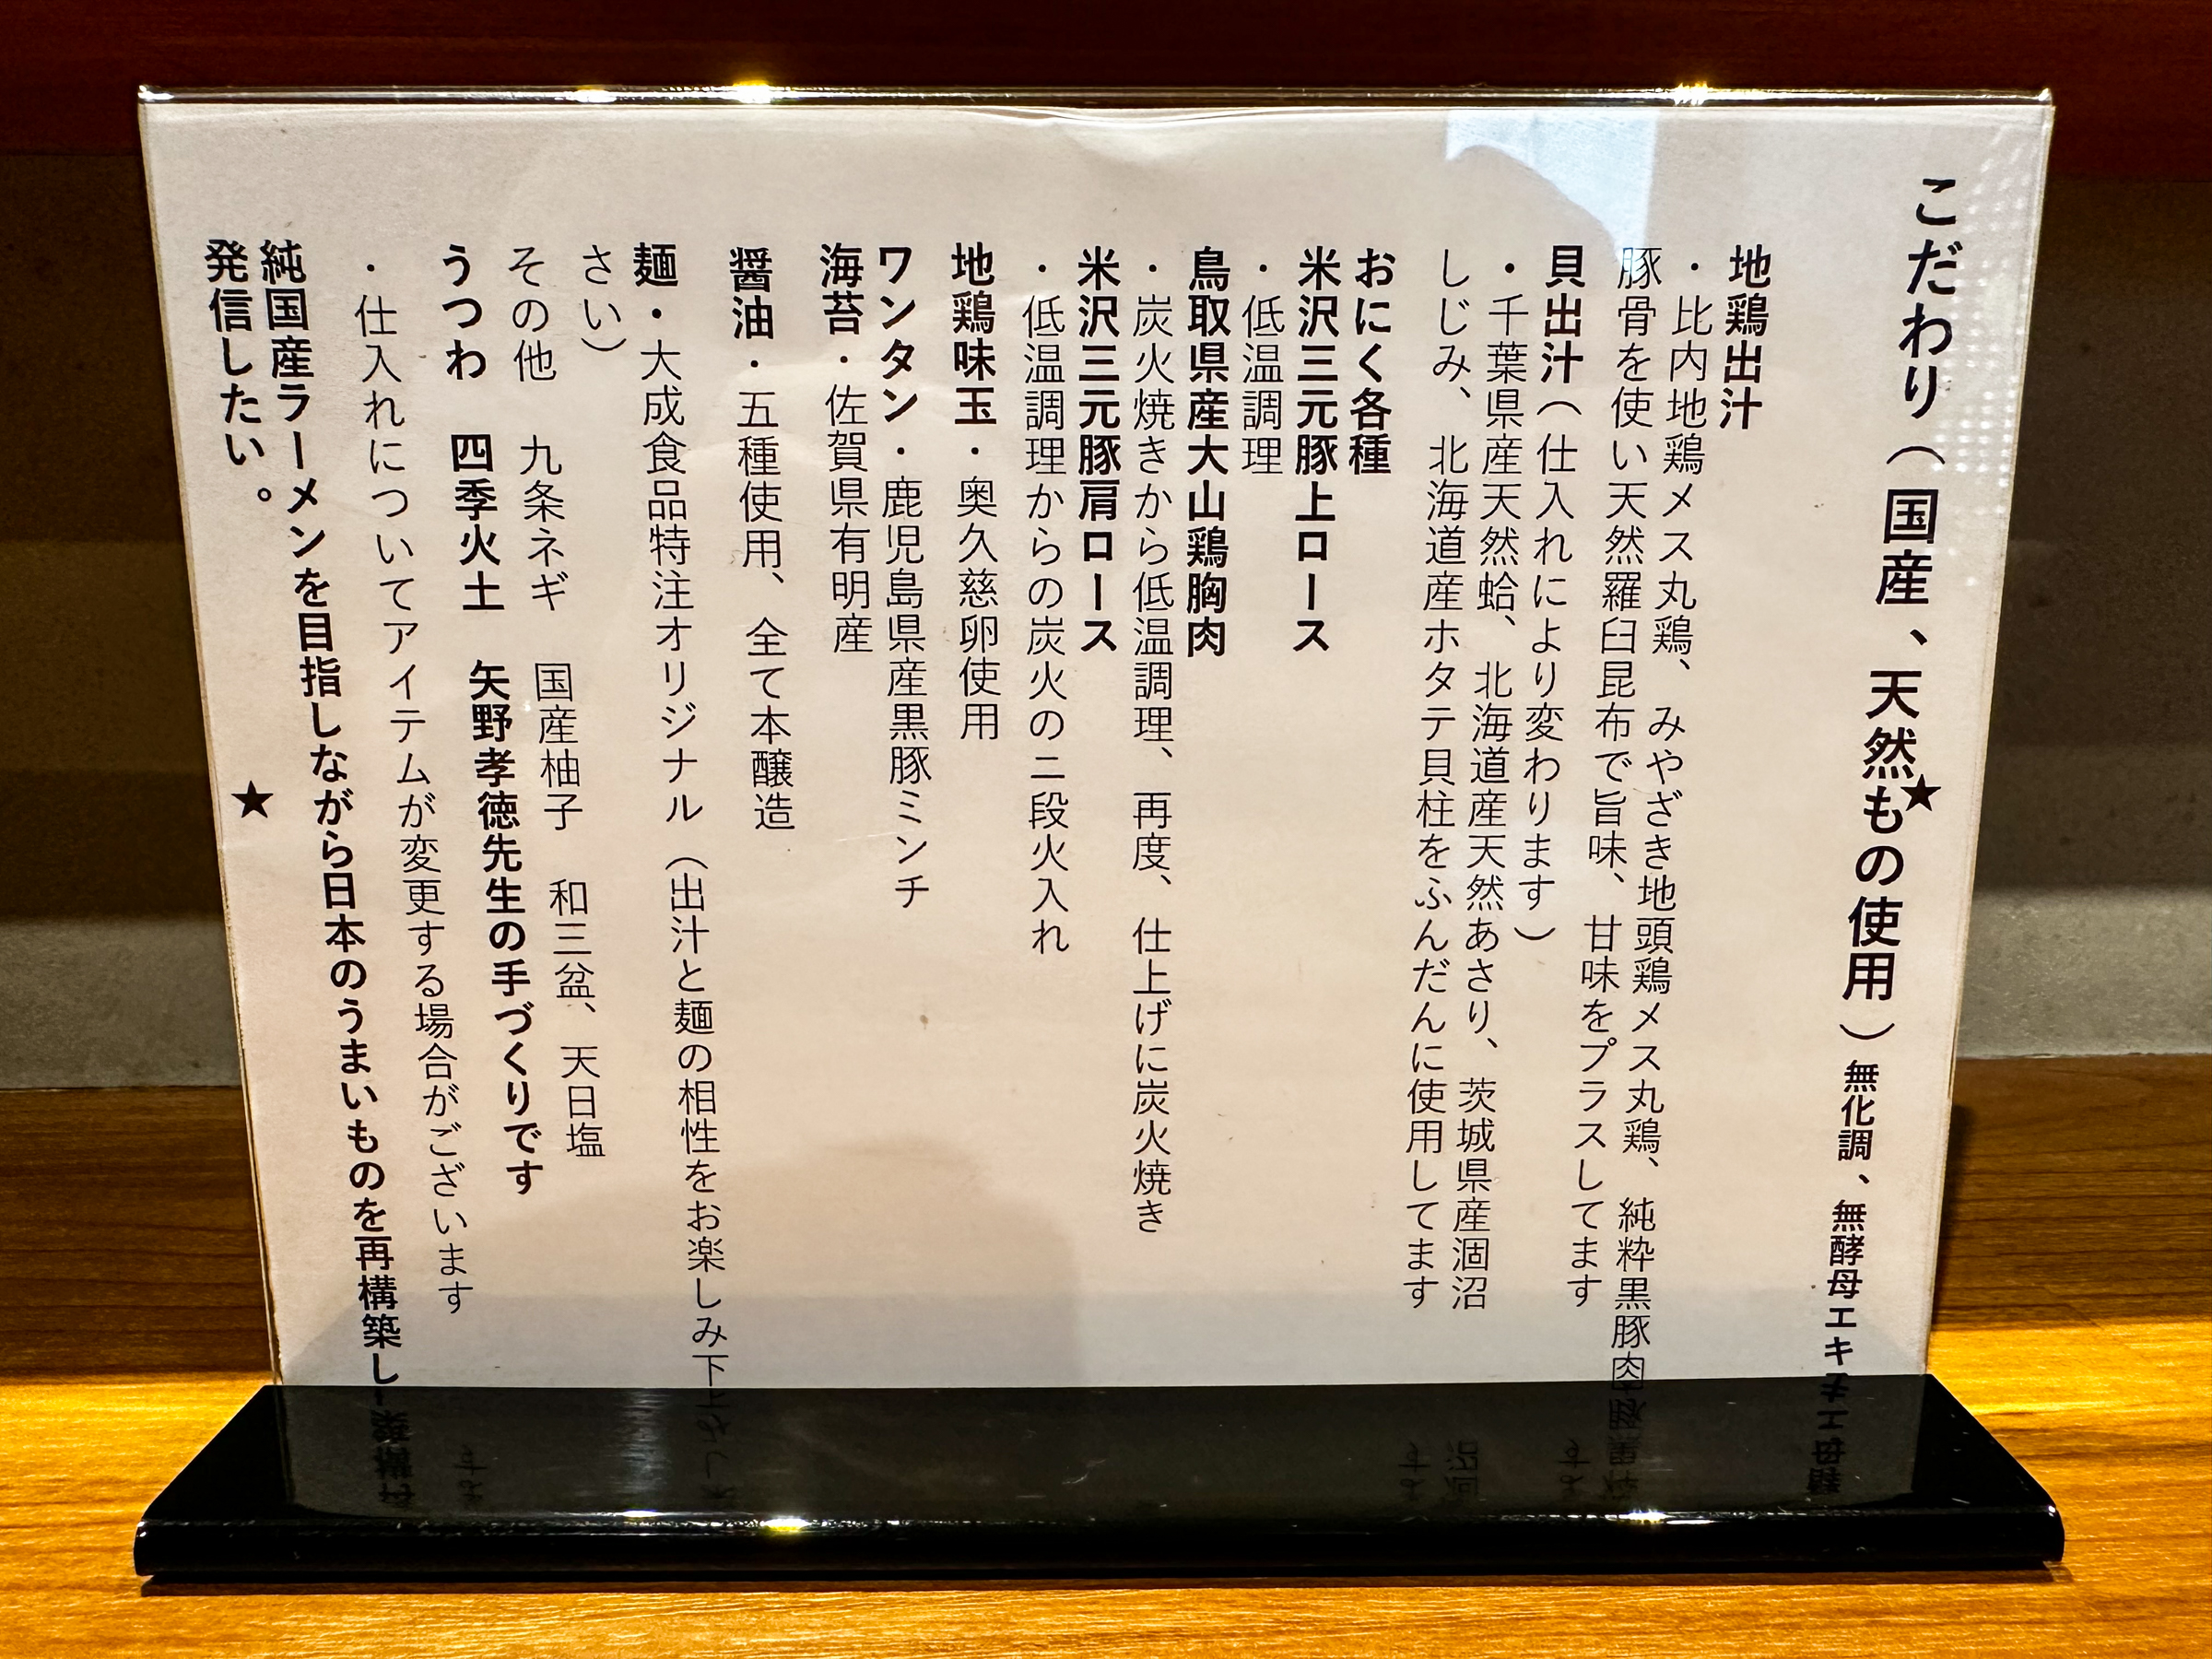 こだわり（国産、天然もの使用）無化調、無酵母エキ
★
地鶏出汁
・比内地鶏メス丸鶏、みやざき地頭鶏メス丸鶏、純粋黒豚肉
豚骨を使い天然羅臼昆布で旨味、甘味をプラスしてます
貝出汁（仕入れにより変わります）
・千葉県産天然蛤、北海道産天然あさり、茨城県産涸沼
しじみ、北海道産ホタテ貝柱をふんだんに使用してます
おにく各種
米沢三元豚上ロース
・低温調理
鳥取県産大山鶏胸肉
・炭火焼きから低温調理、再度、仕上げに炭火焼き
米沢三元豚肩ロース
・低温調理からの炭火の二段火入れ
地鶏味玉・奥久慈卵使用
ワンタン・鹿児島県産黒豚ミンチ
海苔・佐賀県有明産
醤油・五種使用、全て本醸造
麺・大成食品特注オリジナル（出汁と麺の相性をお楽しみ下
さい）
その他　九条ネギ　国産柚子　和三盆、天日塩
うつわ　四季火土　矢野孝徳先生の手づくりです
・仕入れについてアイテムが変更する場合がございます
純国産ラーメンを目指しながら日本のうまいものを再構築し
発信したい。
★